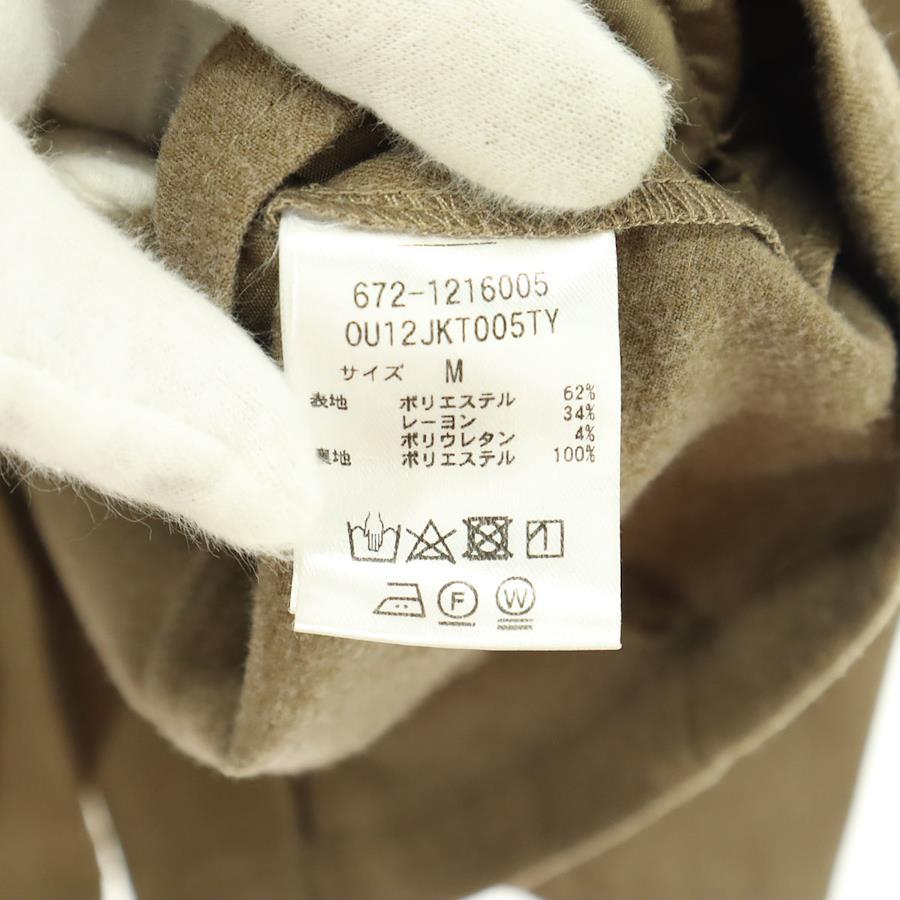 672-1216005
OU12JKT005TY
サイズ M
表地 ポリエステル 62%
レーヨン 34%
ポリウレタン 4%
裏地 ポリエステル 100%
F W